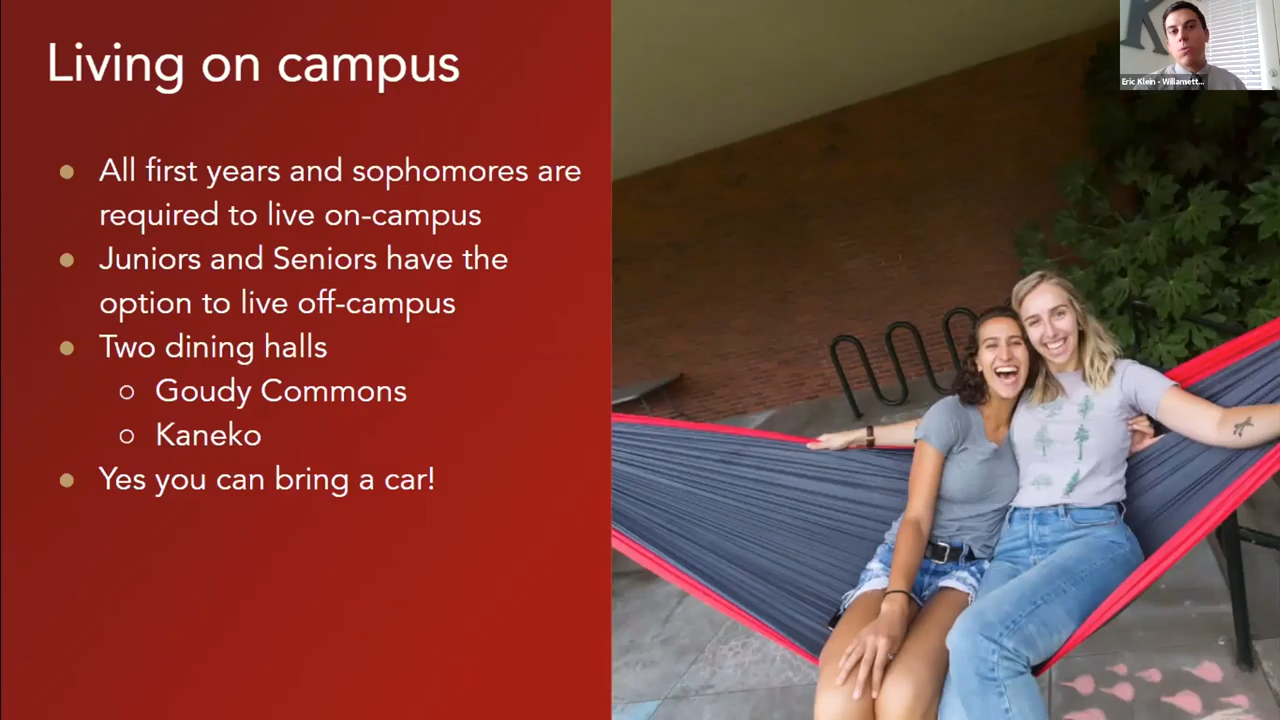 Living on campus
All first years and sophomores are
required to live on-campus
Juniors and Seniors have the
option to live off-campus
Two dining halls
Goudy Commons
Kaneko
Yes you can bring a car!
Eric Klein - Willamett...